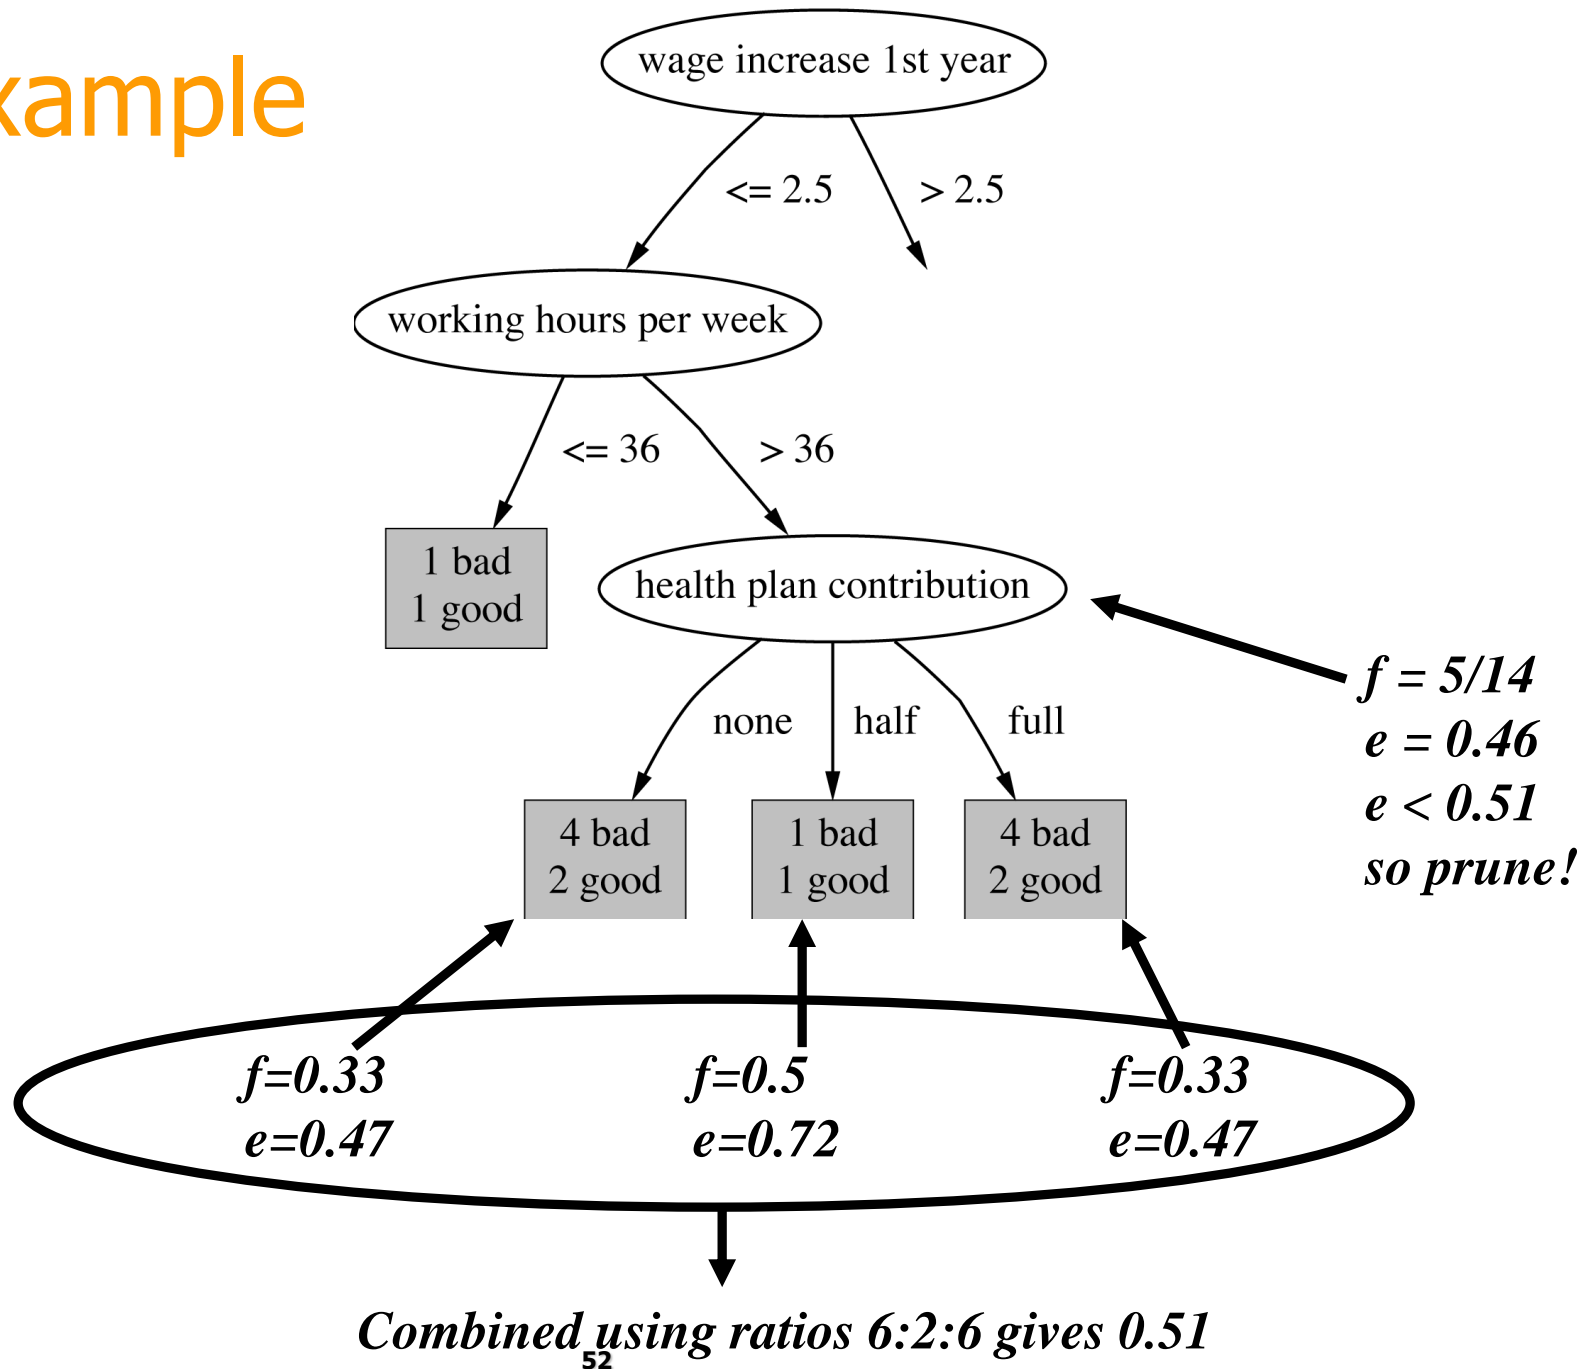 xample
wage increase 1st year
<= 2.5
> 2.5
working hours per week
<= 36
> 36
1 bad
1 good
health plan contribution
f = 5/14
e = 0.46
e < 0.51
so prune!
none
half
full
4 bad
2 good
1 bad
1 good
4 bad
2 good
f=0.33
e=0.47
f=0.5
e=0.72
f=0.33
e=0.47
Combined using ratios 6:2:6 gives 0.51
52